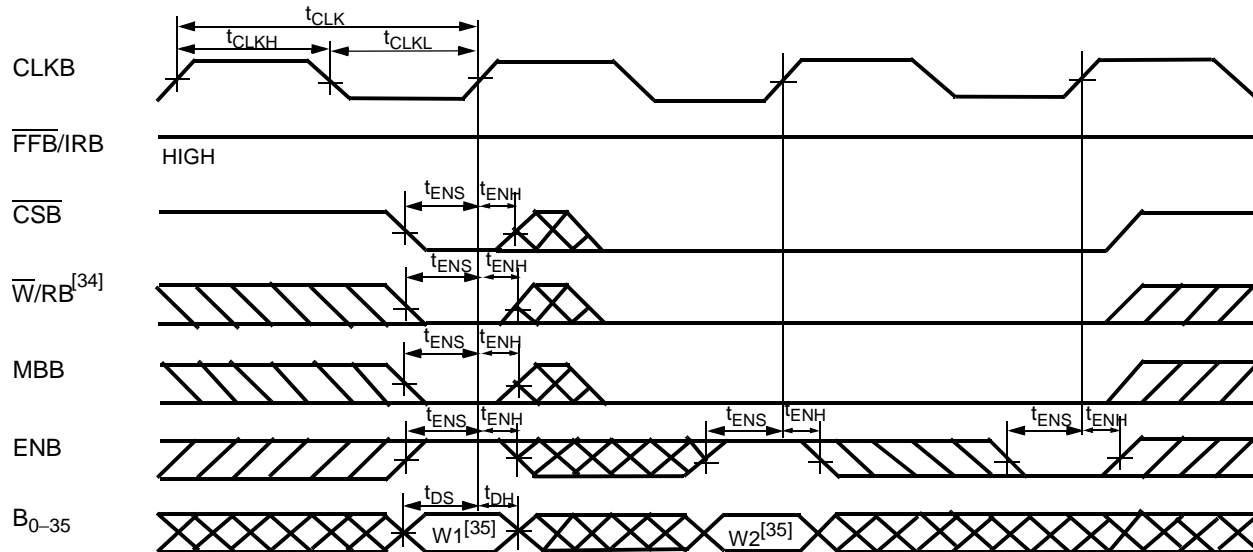 tCLK
tCLKH tCLKL
CLKB
FFB/IRB
HIGH
tENS tENH
CSB
tENS tENH
W/RB[34]
tENS tENH
MBB
tENS tENH tENS tENH tENS tENH
ENB
tDS tDH
B0–35 W1[35] W2[35]